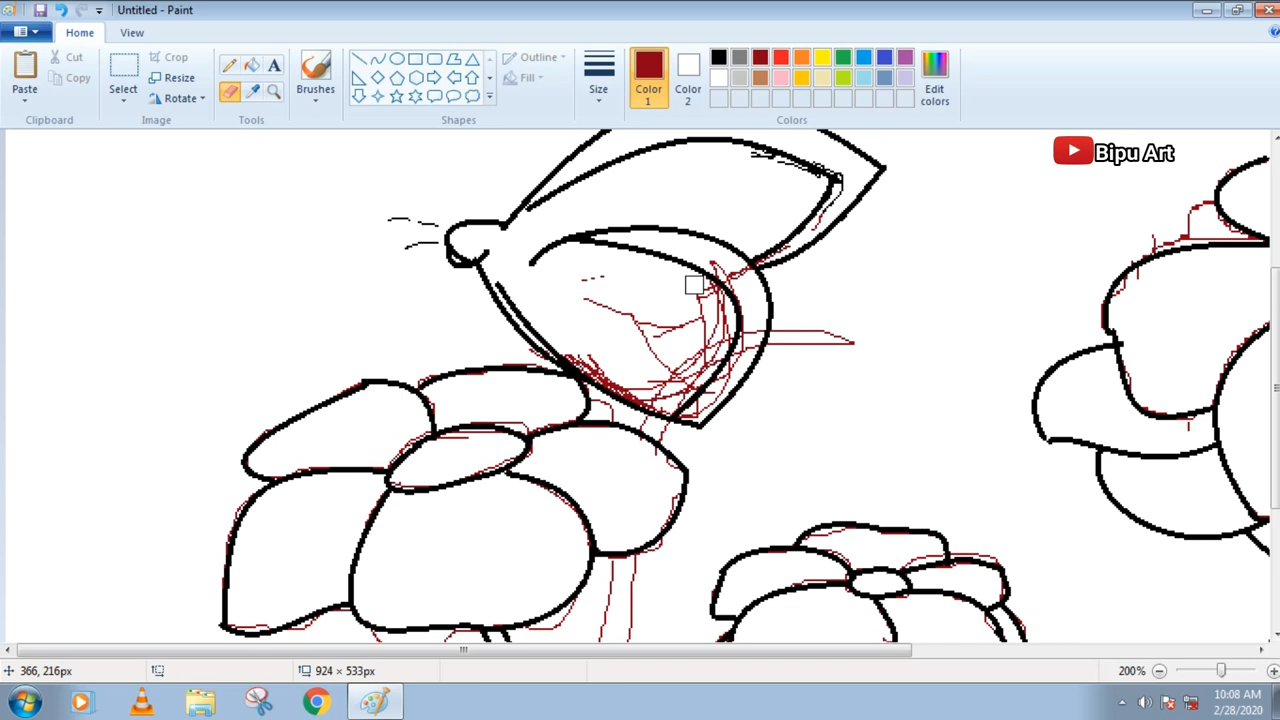 Untitled - Paint
Home
View
Paste
Cut
Copy
Clipboard
Select
Crop
Resize
Rotate
Image
A
Tools
Brushes
Outline
Fill
Shapes
Size
Color
1
Color
2
Edit
colors
Colors
Bipu Art
366, 216px
924 × 533px
200%
10:08 AM
2/28/2020